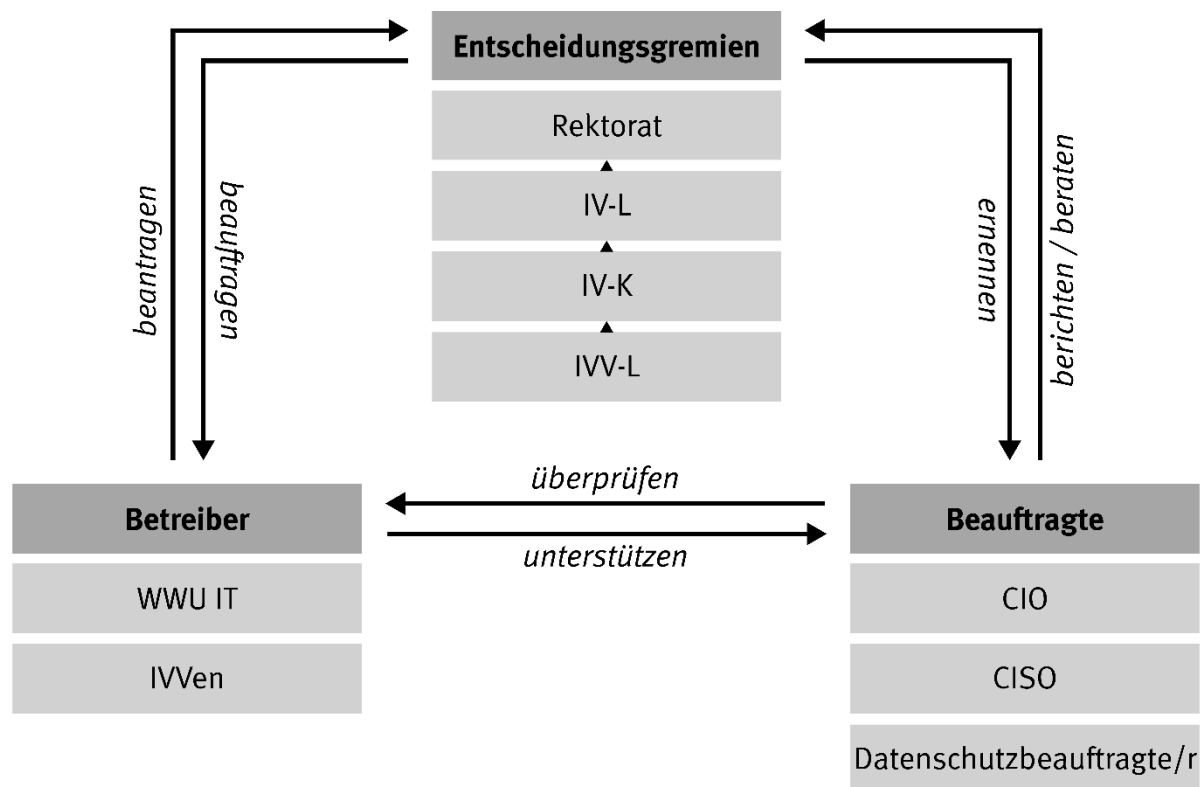 Entscheidungsgremien
Rektorat
IV-L
IV-K
IVV-L
beantragen
beauftragen
ernennen
berichten / beraten
überprüfen
unterstützen
Betreiber
WWU IT
IVVen
Beauftragte
CIO
CISO
Datenschutzbeauftragte/r